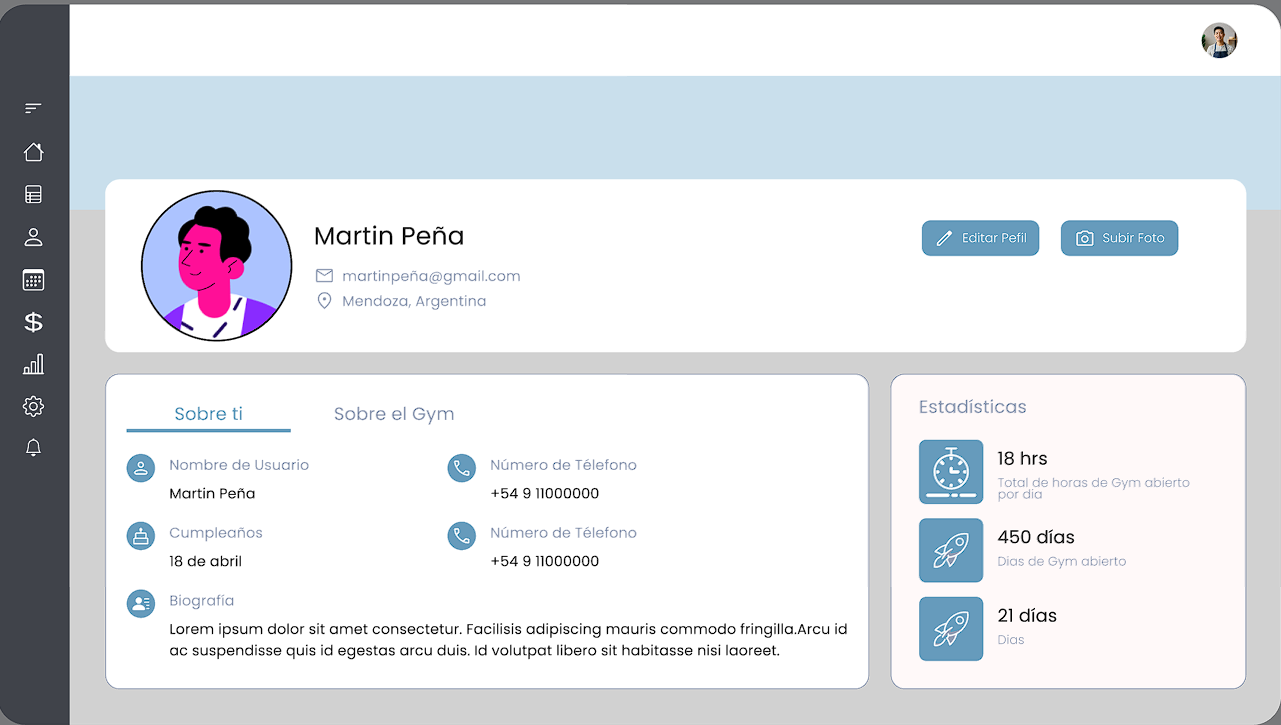 Martin Peña
martinpeña@gmail.com
Mendoza, Argentina
Editar Pefil
Subir Foto
Sobre ti
Sobre el Gym
Nombre de Usuario
Martin Peña
Número de Télefono
+54 9 11000000
Cumpleaños
18 de abril
Número de Télefono
+54 9 11000000
Biografía
Lorem ipsum dolor sit amet consectetur. Facilisis adipiscing mauris commodo fringilla.Arcu id
ac suspendisse quis id egestas arcu duis. Id volutpat libero sit habitasse nisi laoreet.
Estadísticas
18 hrs
Total de horas de Gym abierto
por dia
450 días
Dias de Gym abierto
21 días
Dias